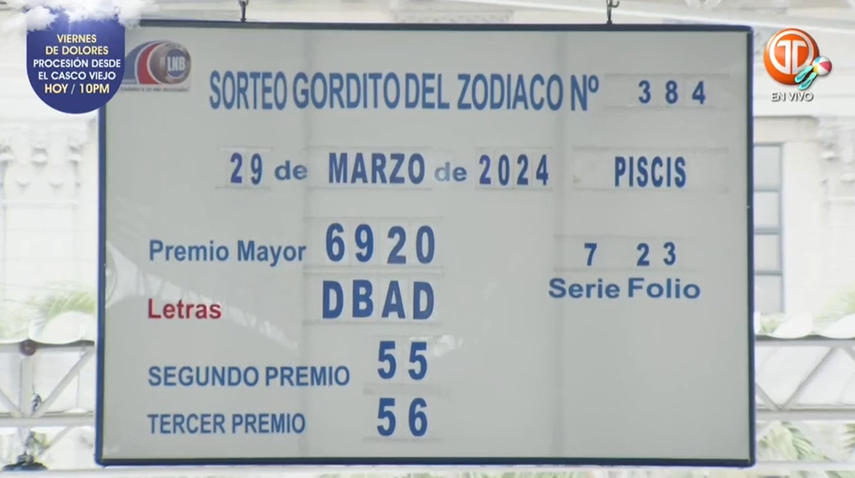 VIERNES
DE DOLORES
PROCESIÓN DESDE
EL CASCO VIEJO
HOY / 10PM
LNB
SORTEO GORDITO DEL ZODIACO Nº 384
29 de MARZO de 2024 PISCIS
Premio Mayor 6920 7 23
Letras DBAD Serie Folio
SEGUNDO PREMIO 55
TERCER PREMIO 56
EN VIVO